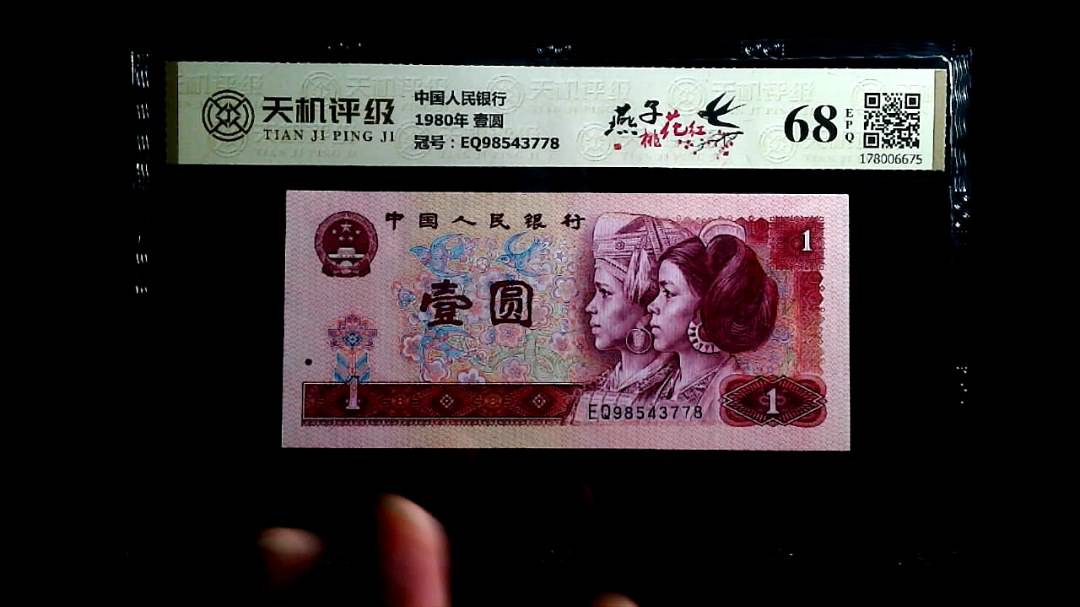 天机评级
TIAN JI PING JI
中国人民银行
1980年 壹圆
冠号：EQ98543778
燕子
桃花红
68
EPQ
178006675
中国人民银行
1
壹圆
1
EQ98543778
1